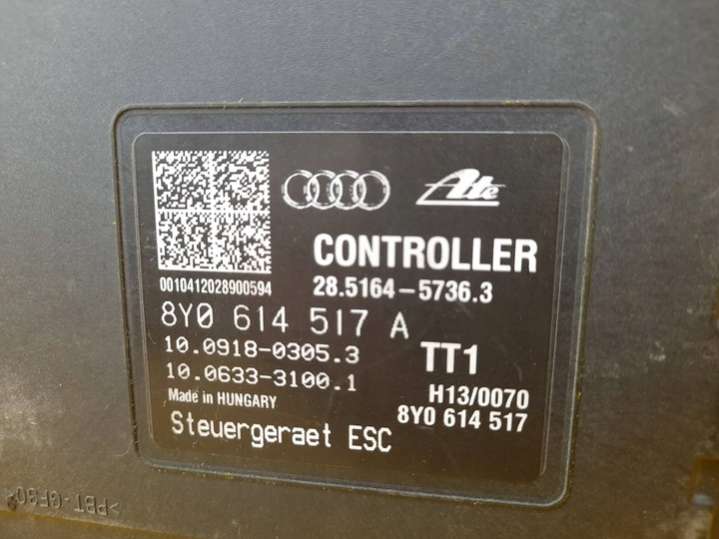 Ate
CONTROLLER
0010412028900594
28.5164-5736.3
8Y0 614 517 A
10.0918-0305.3
TT1
10.0633-3100.1
H13/0070
Made in HUNGARY
8Y0 614 517
Steuergeraet ESC